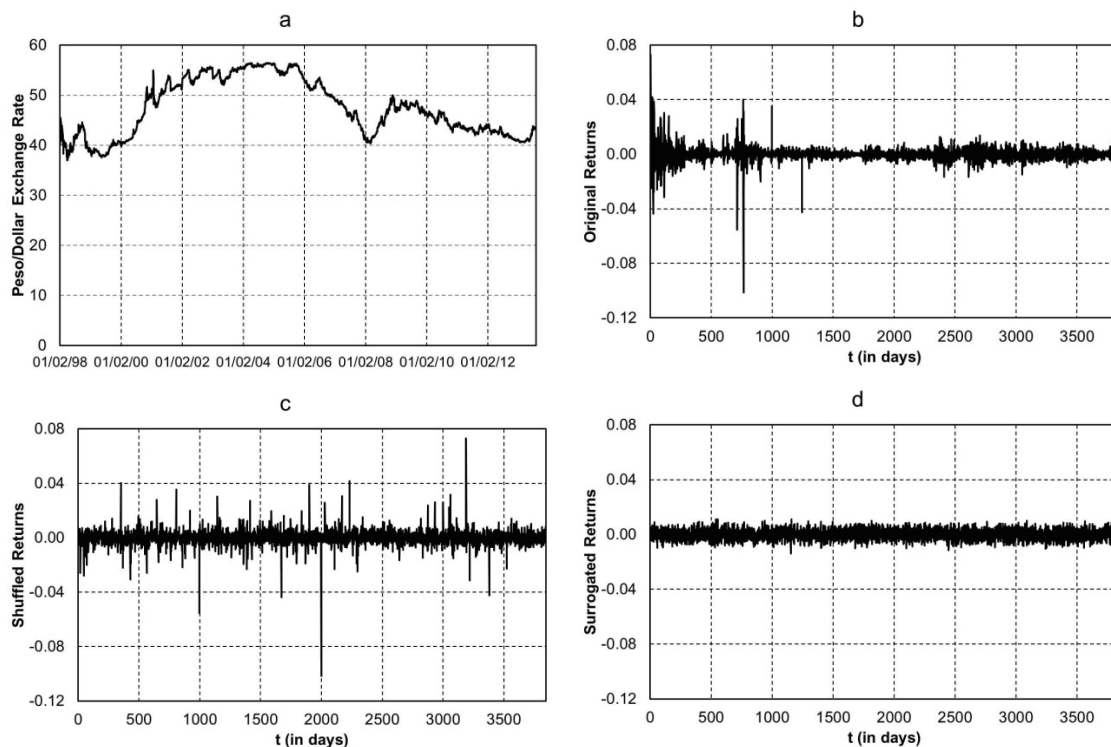 a
60
50
40
30
20
10
0
Peso/Dollar Exchange Rate
01/02/98 01/02/00 01/02/02 01/02/04 01/02/06 01/02/08 01/02/10 01/02/12
b
0.08
0.04
0.00
-0.04
-0.08
-0.12
Original Returns
0 500 1000 1500 2000 2500 3000 3500
t (in days)
c
0.08
0.04
0.00
-0.04
-0.08
-0.12
Shuffled Returns
0 500 1000 1500 2000 2500 3000 3500
t (in days)
d
0.08
0.04
0.00
-0.04
-0.08
-0.12
Surrogated Returns
0 500 1000 1500 2000 2500 3000 3500
t (in days)